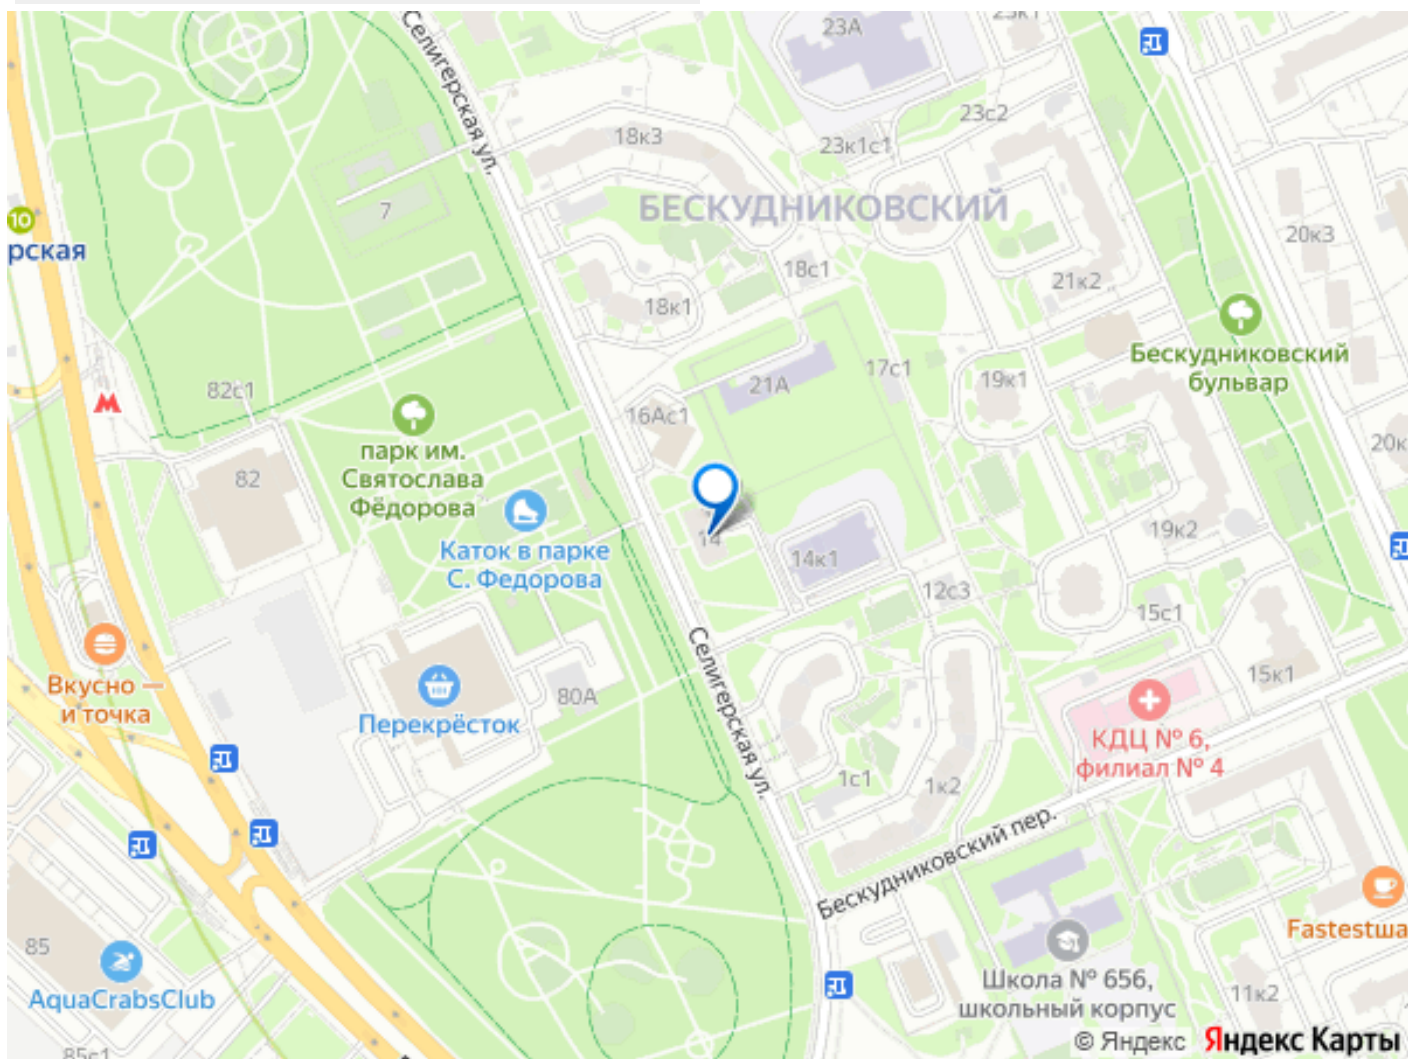 Селигерская ул.
23А
25к1
23с2
23к1с1
18к3
7
БЕСКУДНИКОВСКИЙ
10
рская
20к3
18с1
21к2
18к1
Бескудниковский
бульвар
17с1
19к1
21А
82с1
16Ас1
парк им.
Святослава
Фёдорова
82
20к
19к2
Каток в парке
С. Федорова
14
14к1
12с3
15с1
Селигерская ул.
Вкусно —
и точка
Перекрёсток
80А
15к1
КДЦ № 6,
филиал № 4
1с1
1к2
Бескудниковский пер.
Fastestша
85
AquaCrabsClub
Школа № 656,
школьный корпус
11к2
85с1
© Яндекс Яндекс Карты